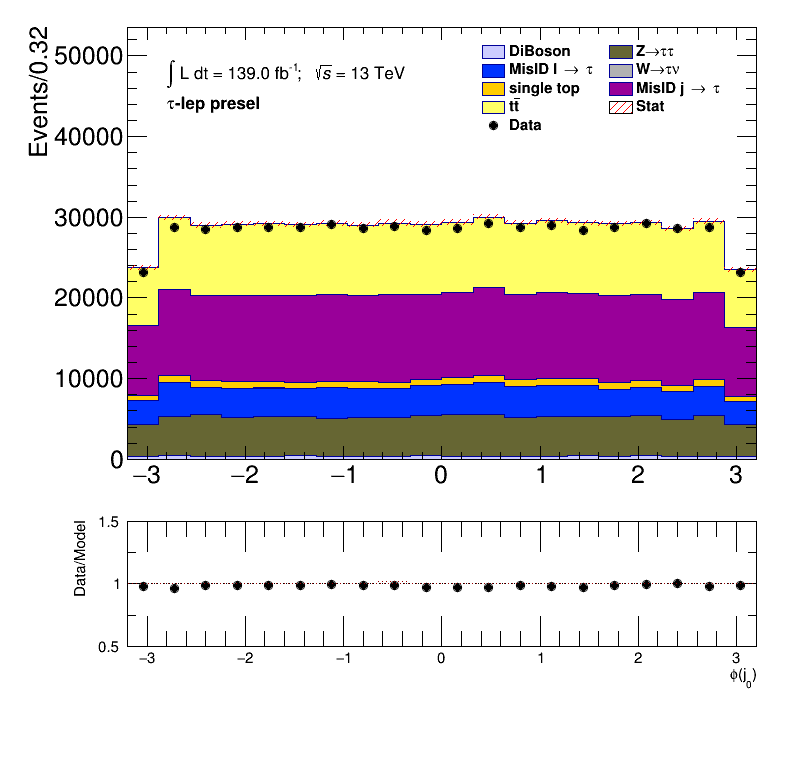 Events/0.32
50000
40000
30000
20000
10000
0
∫ L dt = 139.0 fb⁻¹; √s = 13 TeV
τ-lep presel
DiBoson
MisID l → τ
single top
tt̄
Data
Z→ττ
W→τν
MisID j → τ
Stat
−3 −2 −1 0 1 2 3
Data/Model
1.5
1
0.5
−3 −2 −1 0 1 2 3
ϕ(j₀)